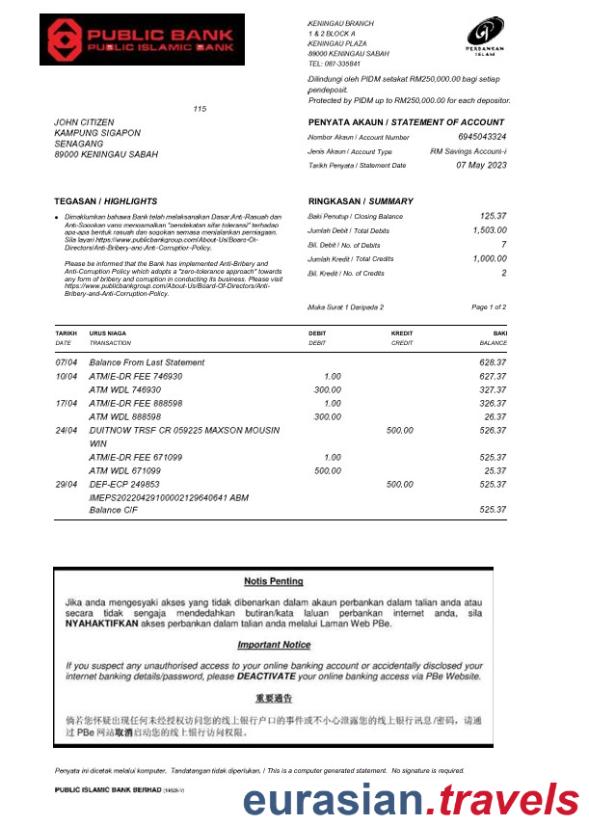 PUBLIC BANK
PUBLIC ISLAMIC BANK
KENINGAU BRANCH
1 & 2 BLOCK A
KENINGAU PLAZA
89000 KENINGAU SABAH
TEL: 087-335841
PERBANKAN
ISLAM
Dilindungi oleh PIDM setakat RM250,000.00 bagi setiap
pendeposit.
Protected by PIDM up to RM250,000.00 for each depositor.
115
JOHN CITIZEN
KAMPUNG SIGAPON
SENAGANG
89000 KENINGAU SABAH
PENYATA AKAUN / STATEMENT OF ACCOUNT
Nombor Akaun / Account Number 6945043324
Jenis Akaun / Account Type RM Savings Account-i
Tarikh Penyata / Statement Date 07 May 2023
TEGASAN / HIGHLIGHTS
• Dimaklumkan bahawa Bank telah melaksanakan Dasar Anti-Rasuah dan
Anti-Sogokan yang mengamalkan "pendekatan sifar toleransi" terhadap
apa-apa bentuk rasuah dan sogokan semasa menjalankan perniagaan.
Sila layari https://www.publicbankgroup.com/About-Us/Board-Of-
Directors/Anti-Bribery-and-Anti-Corruption-Policy.
Please be informed that the Bank has implemented Anti-Bribery and
Anti-Corruption Policy which adopts a "zero-tolerance approach" towards
any form of bribery and corruption in conducting its business. Please visit
https://www.publicbankgroup.com/About-Us/Board-Of-Directors/Anti-
Bribery-and-Anti-Corruption-Policy.
RINGKASAN / SUMMARY
Baki Penutup / Closing Balance 125.37
Jumlah Debit / Total Debits 1,503.00
Bil. Debit / No. of Debits 7
Jumlah Kredit / Total Credits 1,000.00
Bil. Kredit / No. of Credits 2
Muka Surat 1 Daripada 2 Page 1 of 2
TARIKH URUS NIAGA DEBIT KREDIT BAKI
DATE TRANSACTION DEBIT CREDIT BALANCE
07/04 Balance From Last Statement 628.37
10/04 ATM/E-DR FEE 746930 1.00 627.37
ATM WDL 746930 300.00 327.37
17/04 ATM/E-DR FEE 888598 1.00 326.37
ATM WDL 888598 300.00 26.37
24/04 DUITNOW TRSF CR 059225 MAXSON MOUSIN 500.00 526.37
WIN
ATM/E-DR FEE 671099 1.00 525.37
ATM WDL 671099 500.00 25.37
29/04 DEP-ECP 249853 500.00 525.37
IMEPS20220429100002129640641 ABM
Balance C/F 525.37
Notis Penting
Jika anda mengesyaki akses yang tidak dibenarkan dalam akaun perbankan dalam talian anda atau
secara tidak sengaja mendedahkan butiran/kata laluan perbankan internet anda, sila
NYAHAKTIFKAN akses perbankan dalam talian anda melalui Laman Web PBe.
Important Notice
If you suspect any unauthorised access to your online banking account or accidentally disclosed your
internet banking details/password, please DEACTIVATE your online banking access via PBe Website.
重要通告
倘若您怀疑出现任何未经授权访问您的线上银行户口的事件或不小心泄露您的线上银行讯息/密码，请通
过 PBe 网站取消启动您的线上银行访问权限。
Penyata ini dicetak melalui komputer. Tandatangan tidak diperlukan. / This is a computer generated statement. No signature is required.
PUBLIC ISLAMIC BANK BERHAD
eurasian.travels